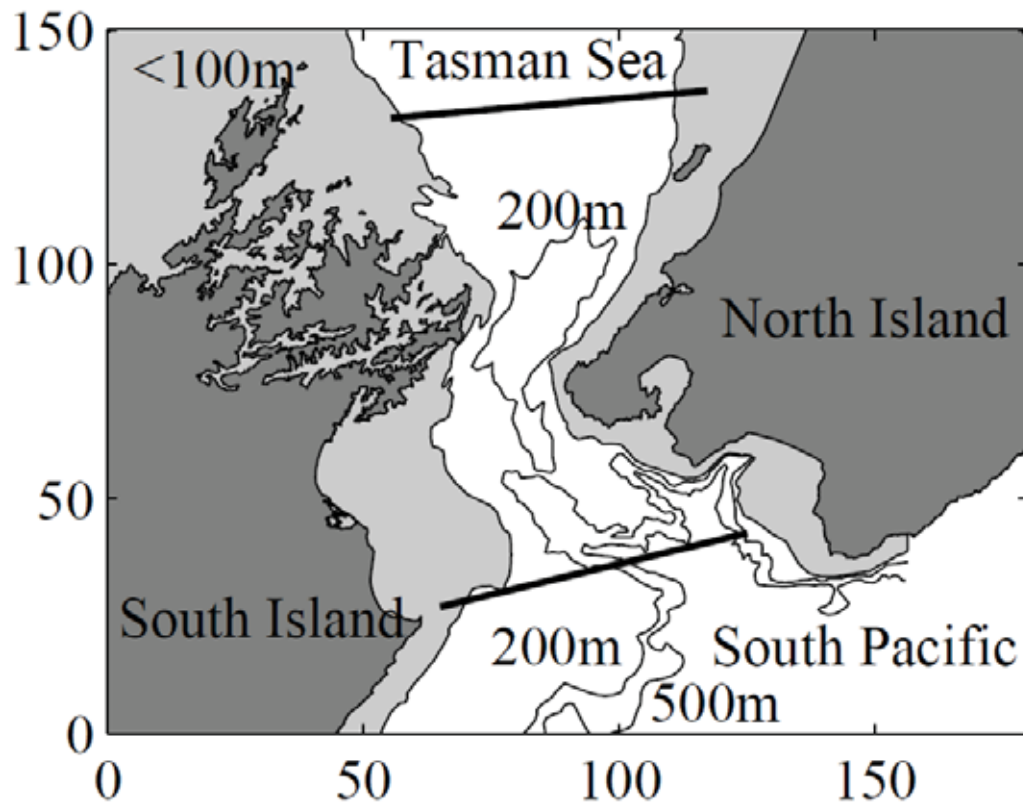 150
<100m
Tasman Sea
200m
100
North Island
50
South Island
200m
South Pacific
500m
0
0 50 100 150